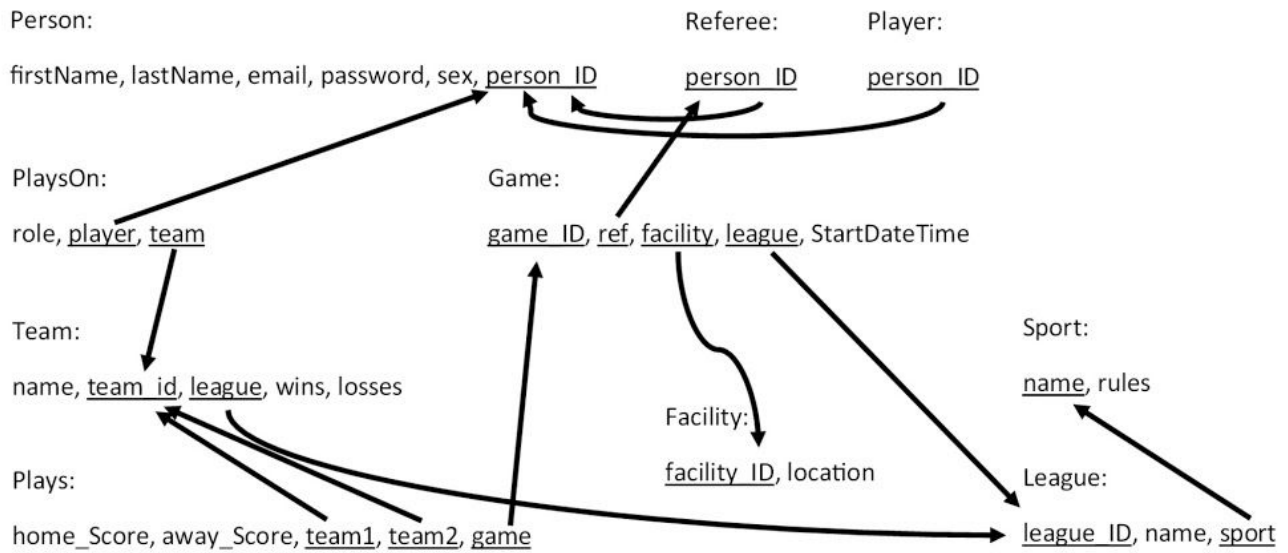 Person:
Referee:
Player:
firstName, lastName, email, password, sex, person_ID
person_ID
person_ID
PlaysOn:
Game:
role, player, team
game_ID, ref, facility, league, StartDateTime
Team:
Sport:
name, team_id, league, wins, losses
name, rules
Facility:
Plays:
facility_ID, location
League:
home_Score, away_Score, team1, team2, game
league_ID, name, sport